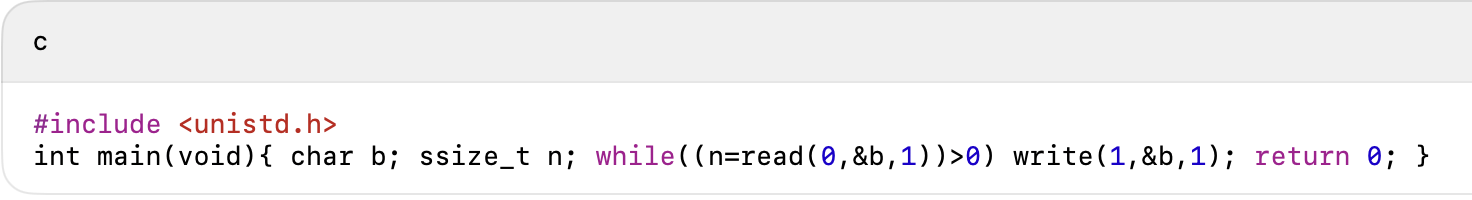 c
#include <unistd.h>
int main(void){ char b; ssize_t n; while((n=read(0,&b,1))>0) write(1,&b,1); return 0; }